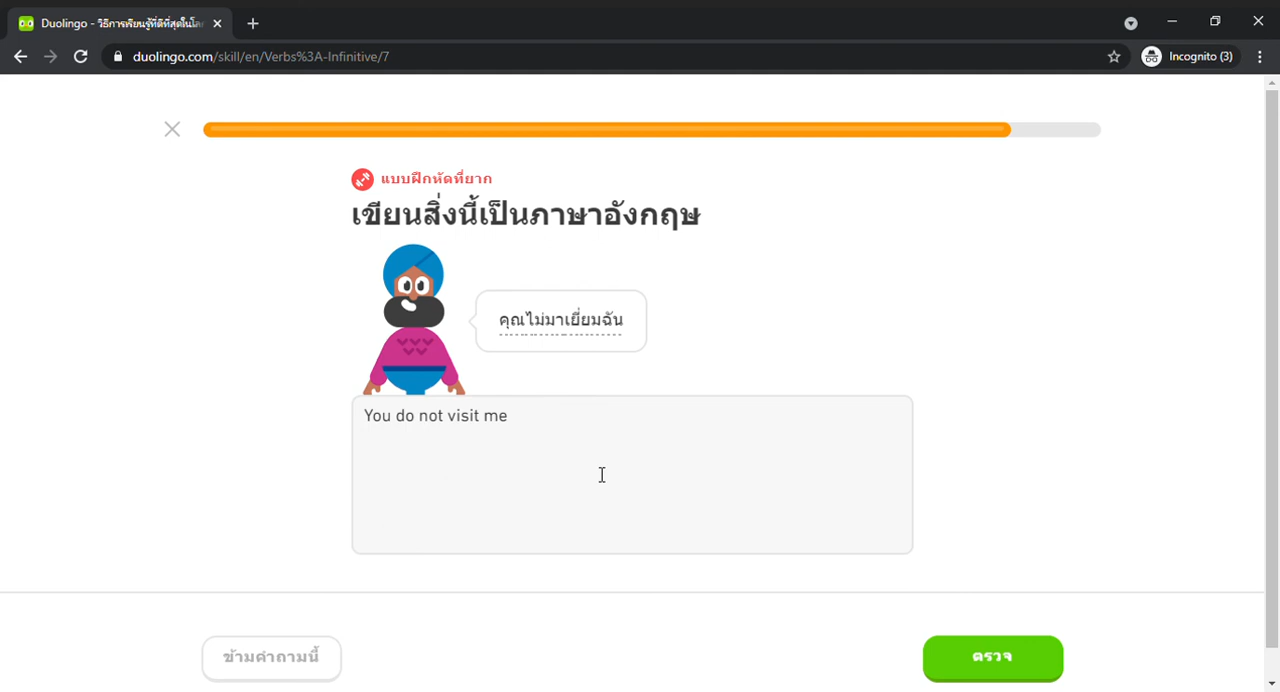 Duolingo - วิธีการเรียนรู้ที่ดีที่สุดในโล
duolingo.com/skill/en/Verbs%3A-Infinitive/7
Incognito (3)
แบบฝึกหัดที่ยาก
เขียนสิ่งนี้เป็นภาษาอังกฤษ
คุณไม่มาเยี่ยมฉัน
You do not visit me
ข้ามคำถามนี้
ตรวจ